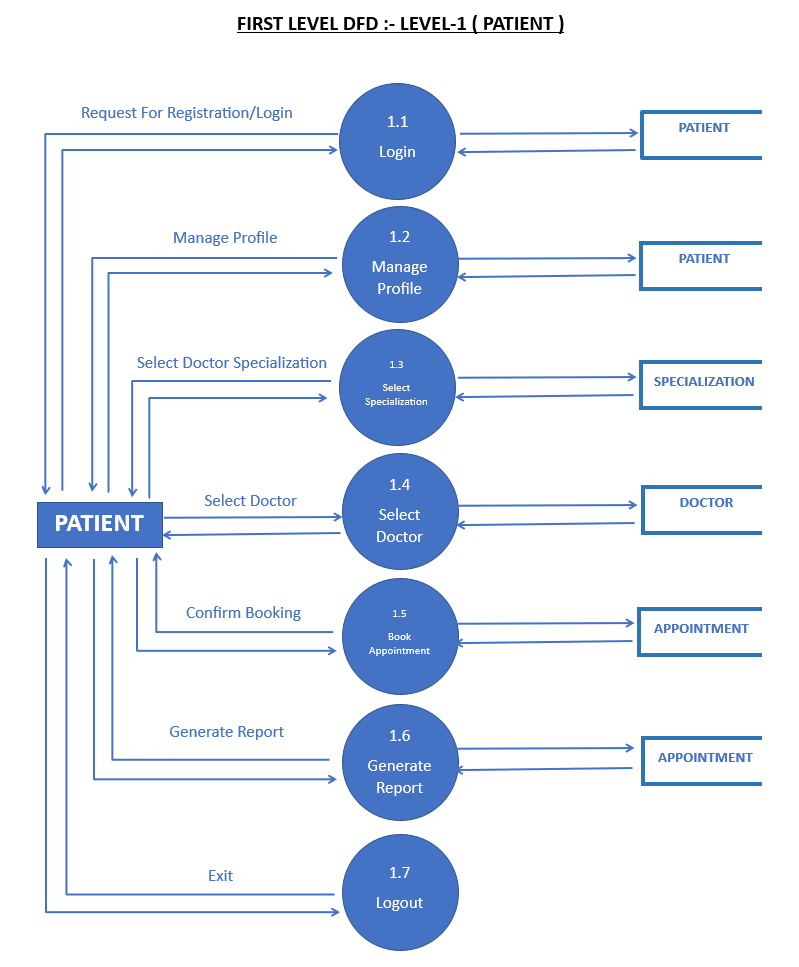 FIRST LEVEL DFD :- LEVEL-1 ( PATIENT )
Request For Registration/Login
1.1
Login
PATIENT
Manage Profile
1.2
Manage
Profile
PATIENT
Select Doctor Specialization
1.3
Select
Specialization
SPECIALIZATION
PATIENT
Select Doctor
1.4
Select
Doctor
DOCTOR
Confirm Booking
1.5
Book
Appointment
APPOINTMENT
Generate Report
1.6
Generate
Report
APPOINTMENT
Exit
1.7
Logout